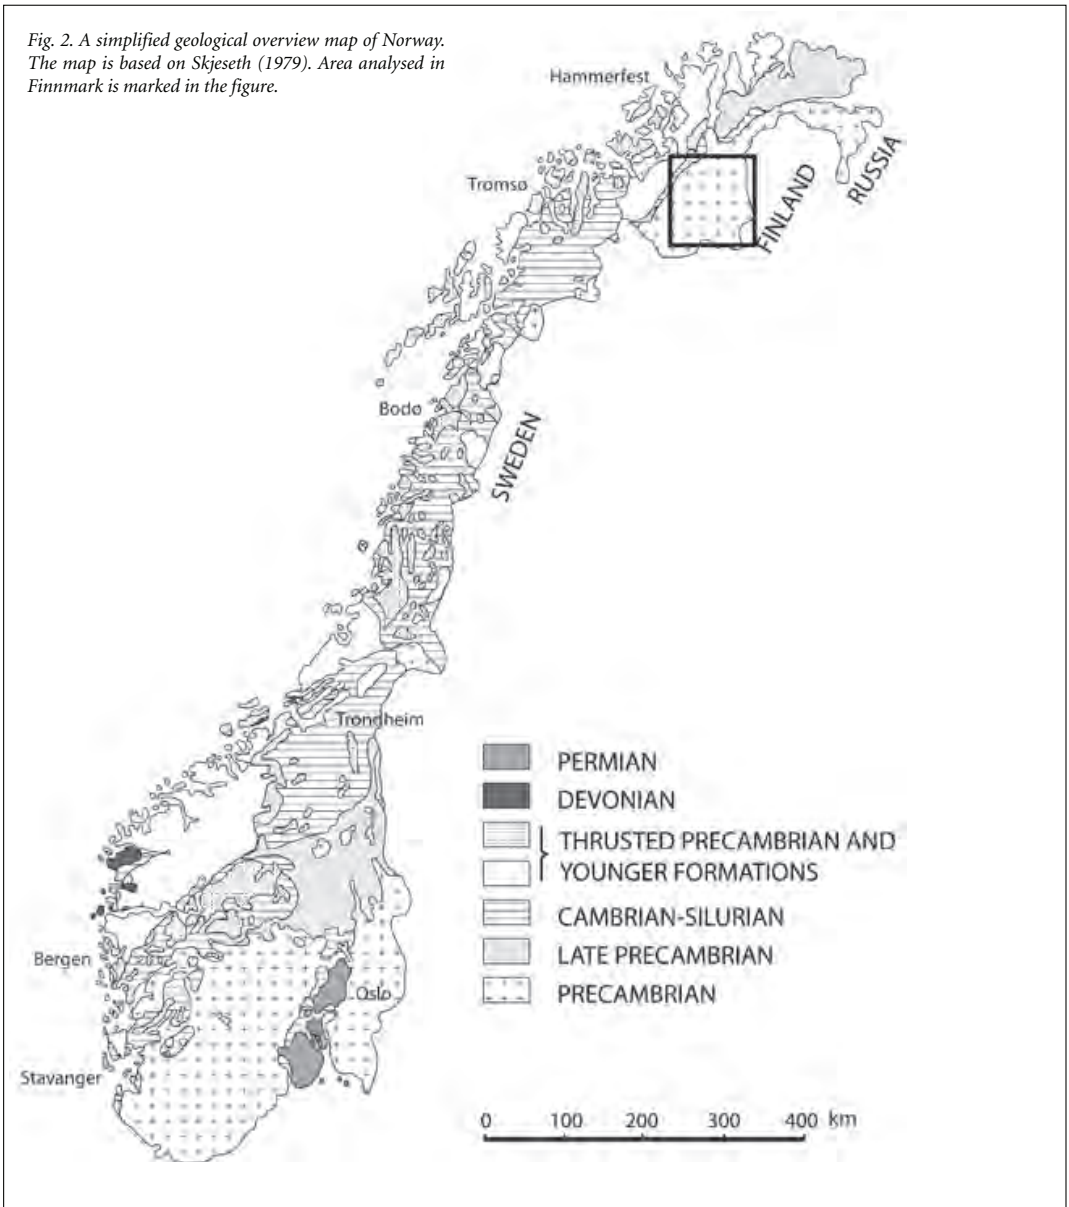 Fig. 2. A simplified geological overview map of Norway.
The map is based on Skjeseth (1979). Area analysed in
Finnmark is marked in the figure.
Hammerfest
RUSSIA
Tromsø
FINLAND
Bodø
SWEDEN
Trondheim
PERMIAN
DEVONIAN
THRUSTED PRECAMBRIAN AND
YOUNGER FORMATIONS
CAMBRIAN-SILURIAN
Bergen
LATE PRECAMBRIAN
Oslo
PRECAMBRIAN
Stavanger
0 100 200 300 400 km